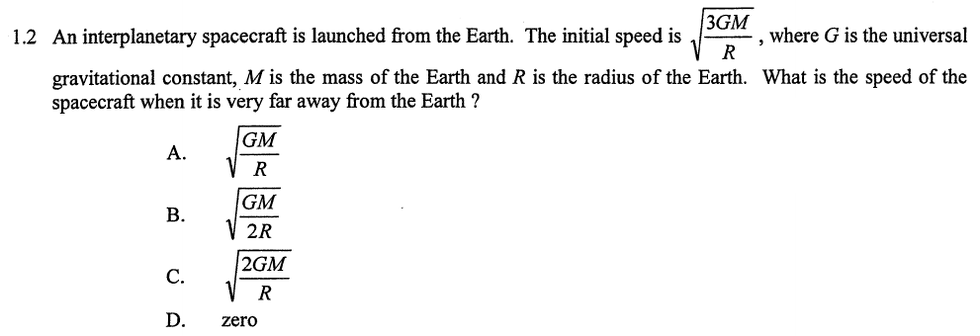 1.2 An interplanetary spacecraft is launched from the Earth. The initial speed is √(3GM/R) , where G is the universal
gravitational constant, M is the mass of the Earth and R is the radius of the Earth. What is the speed of the
spacecraft when it is very far away from the Earth ?
A. √(GM/R)
B. √(GM/2R)
C. √(2GM/R)
D. zero